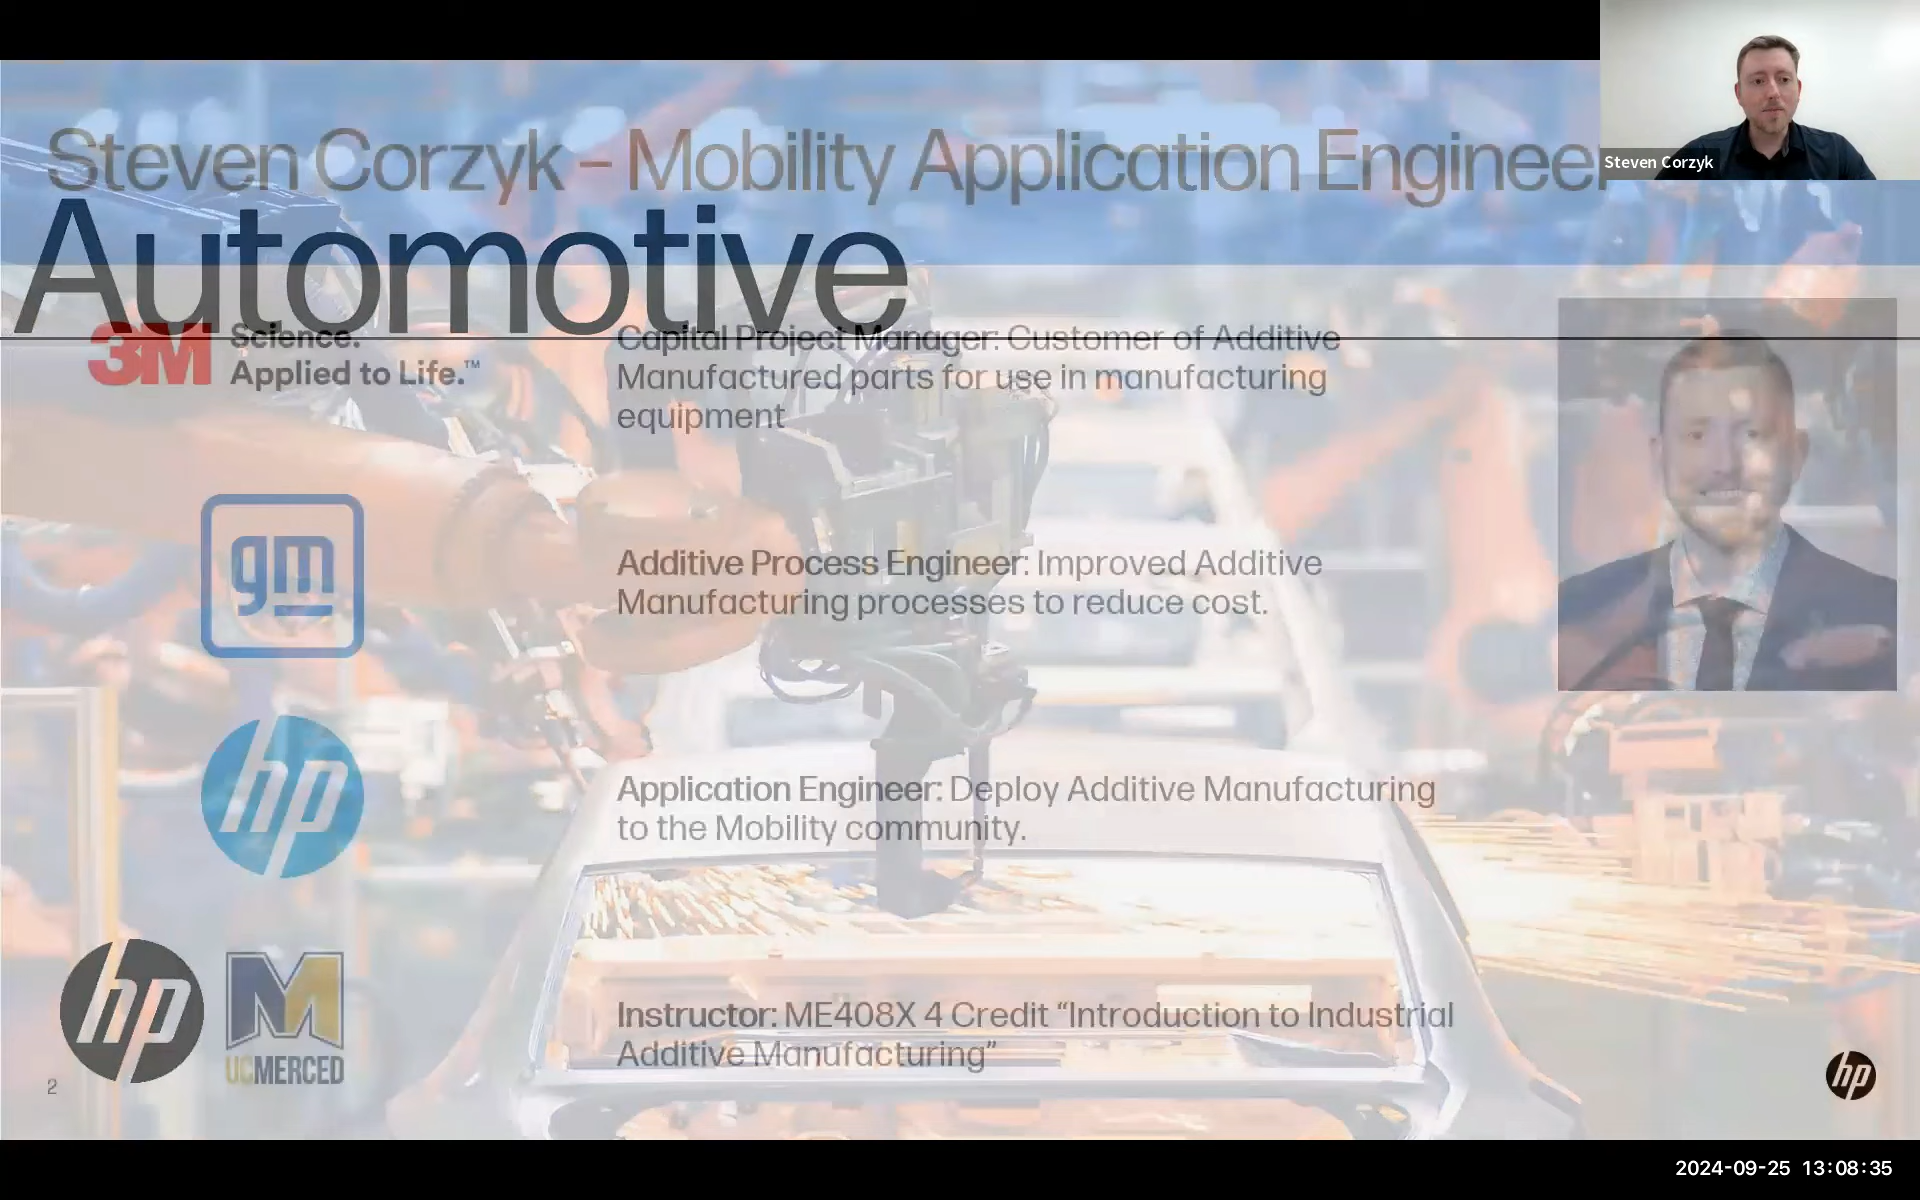 Steven Corzyk – Mobility Application Engineer
Steven Corzyk
Automotive
3M Science.
Applied to Life.™
Capital Project Manager: Customer of Additive
Manufactured parts for use in manufacturing
equipment
gm
Additive Process Engineer: Improved Additive
Manufacturing processes to reduce cost.
hp
Application Engineer: Deploy Additive Manufacturing
to the Mobility community.
hp
M
UCMERCED
Instructor: ME408X 4 Credit “Introduction to Industrial
Additive Manufacturing”
2
hp
2024-09-25 13:08:35